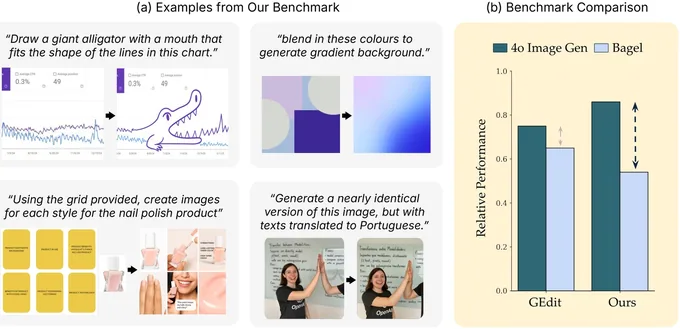 (a) Examples from Our Benchmark
“Draw a giant alligator with a mouth that
fits the shape of the lines in this chart.”
0.3%
49
0.3%
49
“blend in these colours to
generate gradient background.”
“Using the grid provided, create images
for each style for the nail polish product”
“Generate a nearly identical
version of this image, but with
texts translated to Portuguese.”
(b) Benchmark Comparison
4o Image Gen
Bagel
Relative Performance
1.0
0.8
0.6
0.4
0.2
0.0
GEdit
Ours